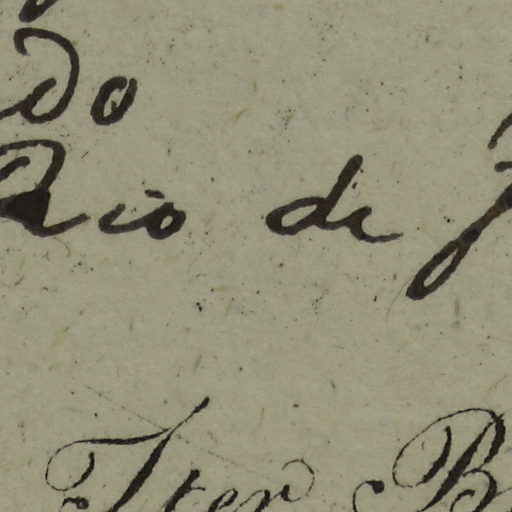 Do
Rio de J
Iter B